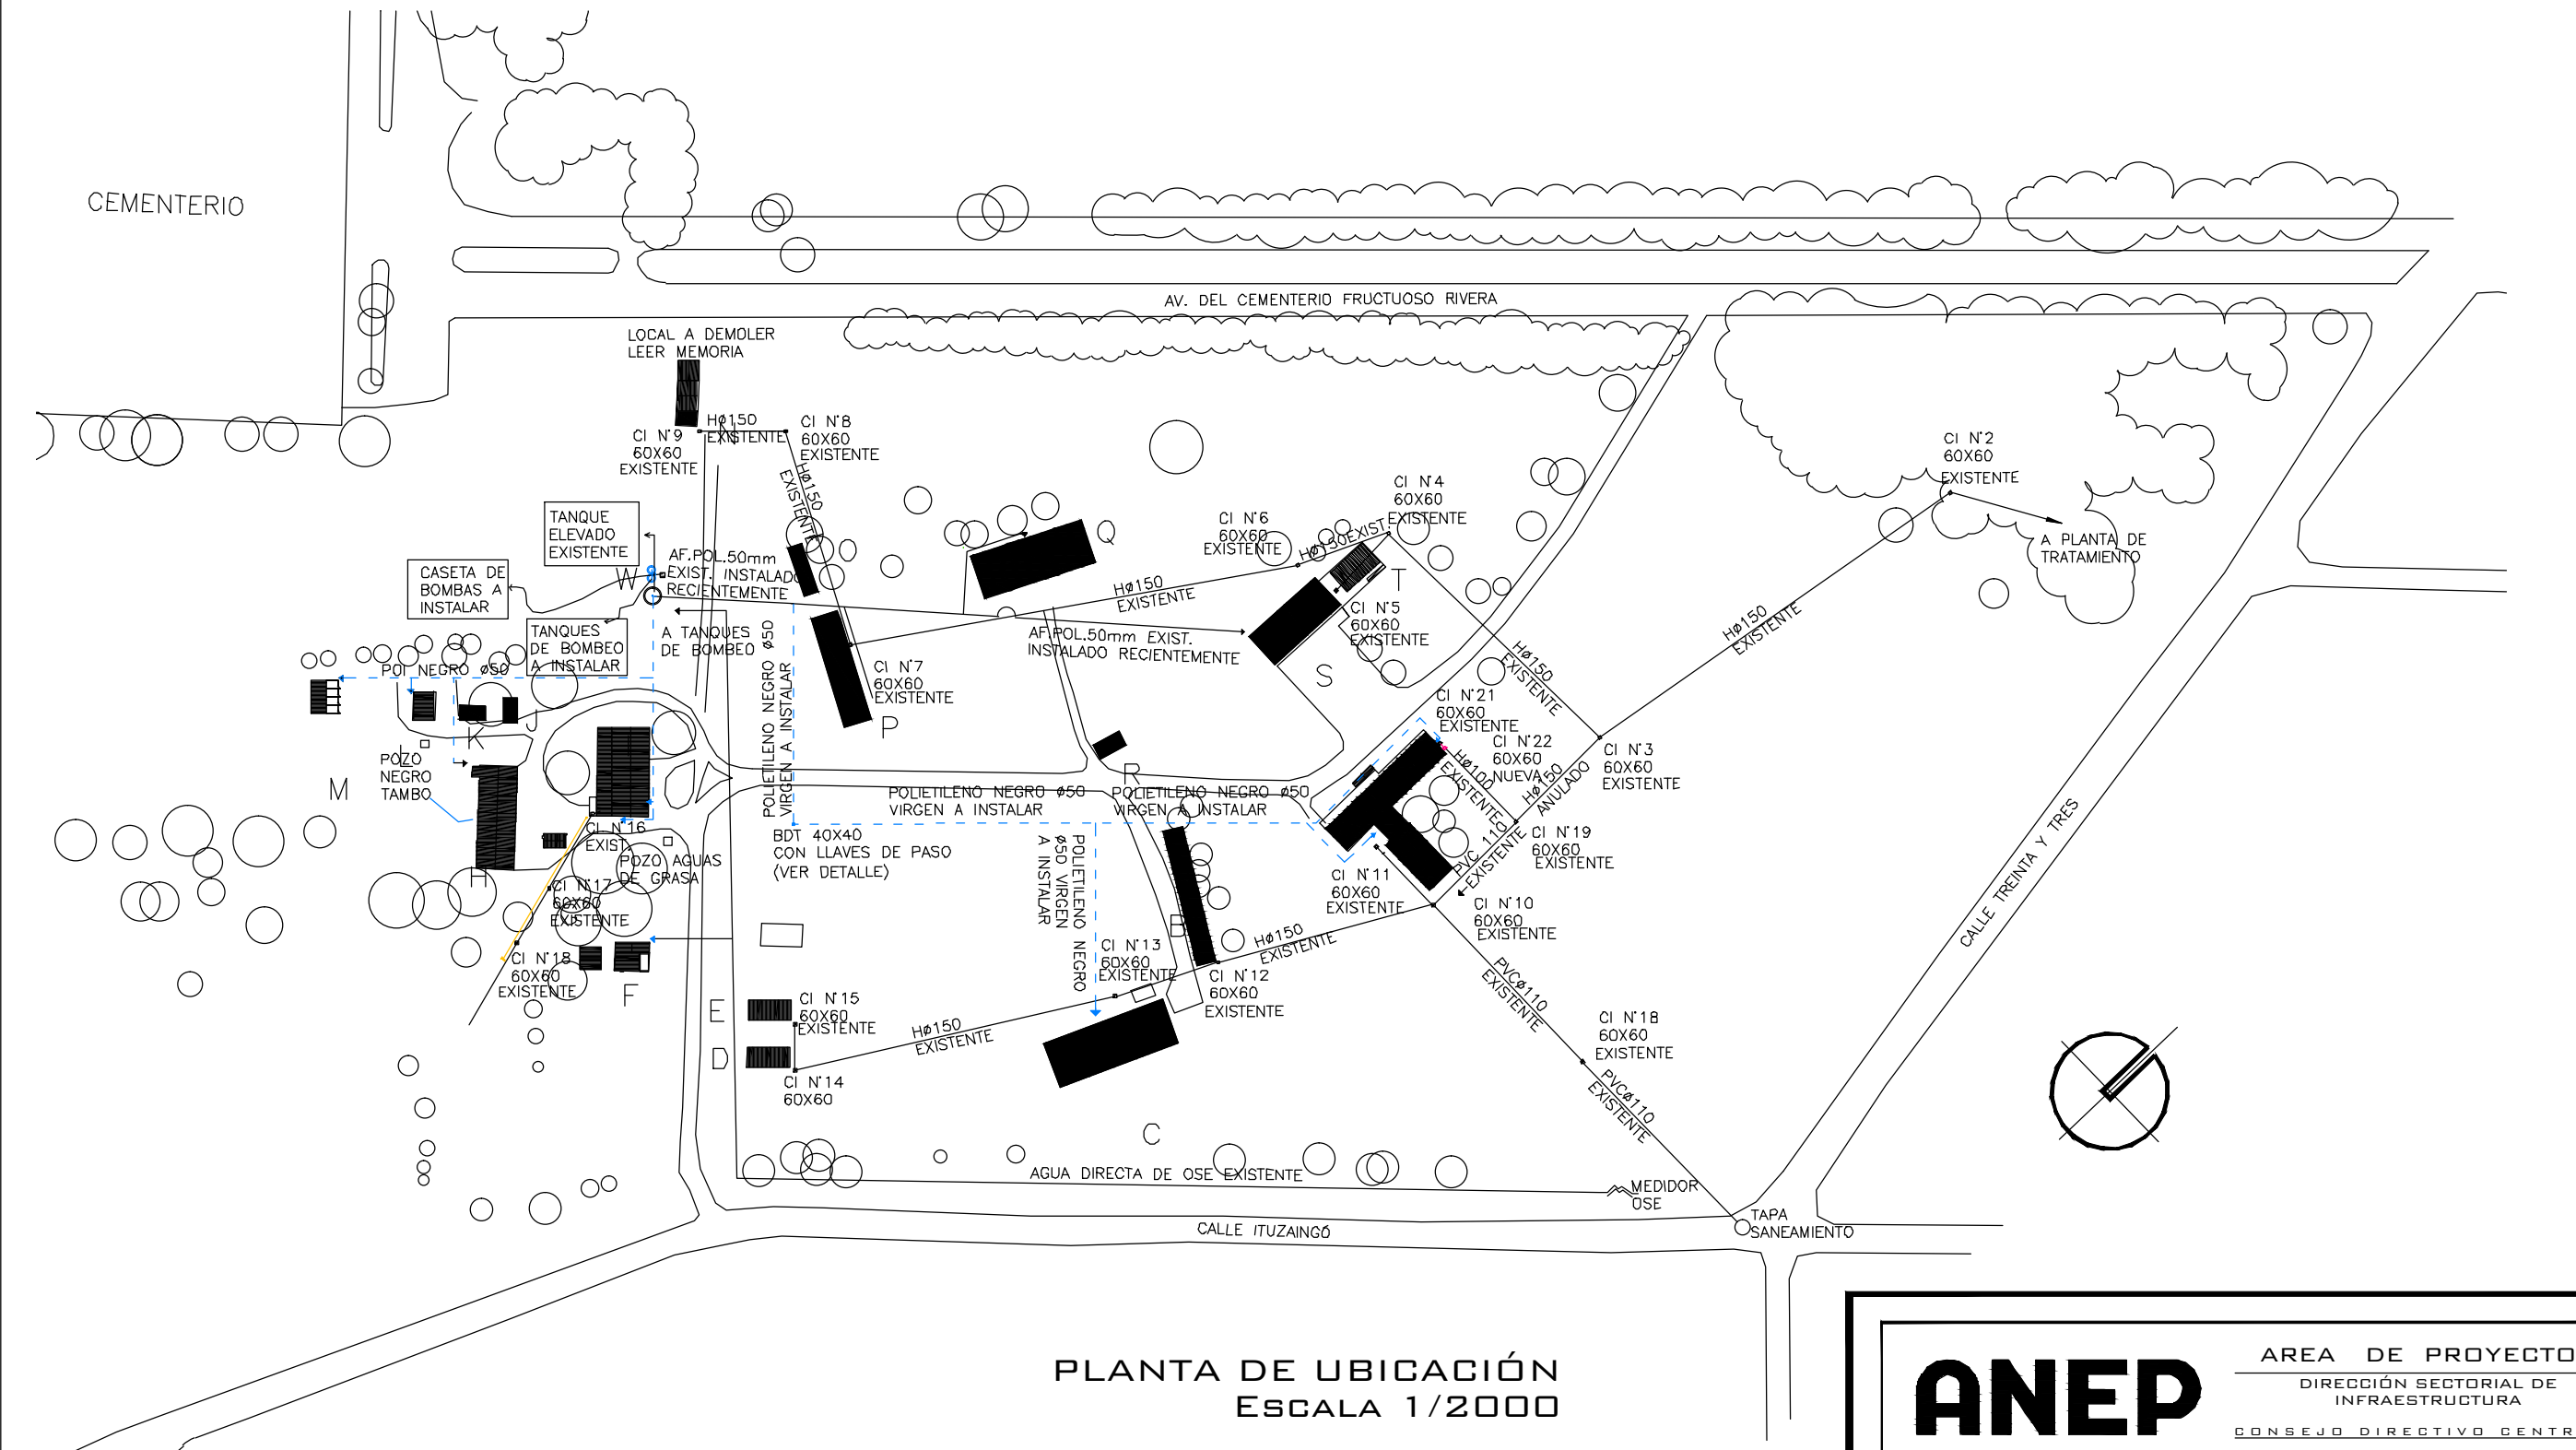 CEMENTERIO
AV. DEL CEMENTERIO FRUCTUOSO RIVERA
LOCAL A DEMOLER
LEER MEMORIA
HØ150
EXISTENTE
N
CI N°9
60X60
EXISTENTE
CI N°8
60X60
EXISTENTE
HØ150
EXISTENTE
CI N°2
60X60
EXISTENTE
A PLANTA DE
TRATAMIENTO
CI N°4
60X60
EXISTENTE
CI N°6
60X60
EXISTENTE
HØ150EXIST.
TANQUE
ELEVADO
EXISTENTE
CASETA DE
BOMBAS A
INSTALAR
W
AF.POL.50mm
EXIST. INSTALADO
RECIENTEMENTE
O
Q
T
HØ150
EXISTENTE
CI N°5
60X60
EXISTENTE
TANQUES
DE BOMBEO
A INSTALAR
A TANQUES
DE BOMBEO
AF.POL.50mm EXIST.
INSTALADO RECIENTEMENTE
HØ150
EXISTENTE
HØ150
EXISTENTE
POl NEGRO Ø50
POLIETILENO NEGRO Ø50
VIRGEN A INSTALAR
CI N°7
60X60
EXISTENTE
P
S
CI N°21
60X60
EXISTENTE
CI N°22
60X60
NUEVA
CI N°3
60X60
EXISTENTE
J
K
L
POZO
NEGRO
TAMBO
M
R
HØ100
EXISTENTE
HØ150
ANULADO
POLIETILENO NEGRO Ø50
VIRGEN A INSTALAR
POLIETILENO NEGRO Ø50
VIRGEN A INSTALAR
BDT 40X40
CON LLAVES DE PASO
(VER DETALLE)
CI N°16
EXIST.
POZO AGUAS
DE GRASA
H
CI N°17
60X60
EXISTENTE
POLIETILENO NEGRO
Ø50 VIRGEN
A INSTALAR
PVC 110
EXISTENTE
CI N°19
60X60
EXISTENTE
CI N°11
60X60
EXISTENTE
CI N°10
60X60
EXISTENTE
CALLE TREINTA Y TRES
B
HØ150
EXISTENTE
CI N°13
60X60
EXISTENTE
CI N°12
60X60
EXISTENTE
CI N°18
60X60
EXISTENTE
F
E
D
CI N°15
60X60
EXISTENTE
HØ150
EXISTENTE
CI N°14
60X60
PVCØ110
EXISTENTE
CI N°18
60X60
EXISTENTE
PVCØ110
EXISTENTE
C
AGUA DIRECTA DE OSE EXISTENTE
MEDIDOR
OSE
TAPA
SANEAMIENTO
CALLE ITUZAINGÓ
PLANTA DE UBICACIÓN
ESCALA 1/2000
ANEP
AREA DE PROYECTO
DIRECCIÓN SECTORIAL DE
INFRAESTRUCTURA
CONSEJO DIRECTIVO CENTR